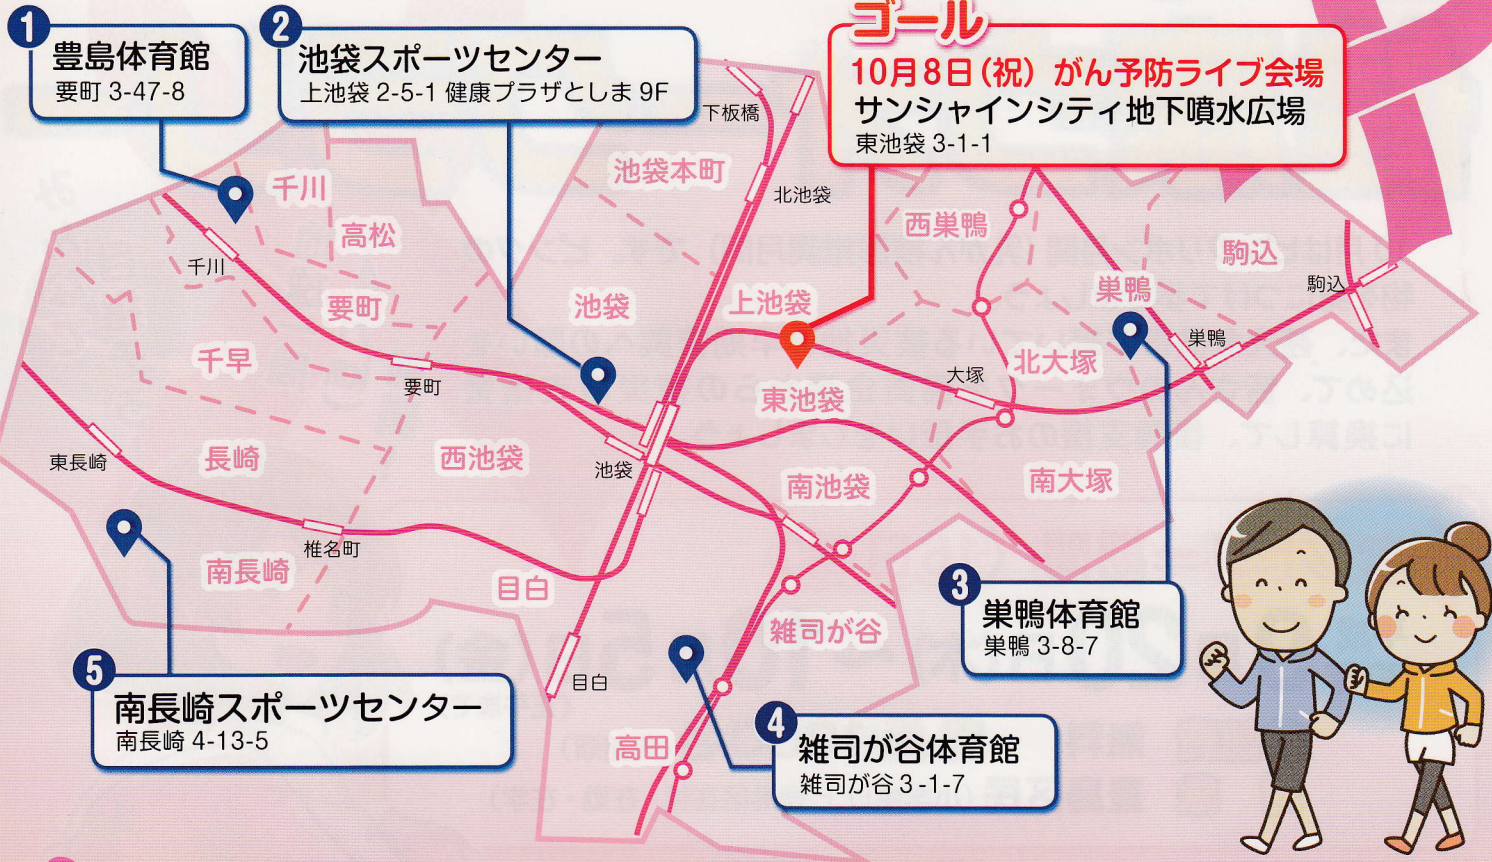 1
豊島体育館
要町 3-47-8
2
池袋スポーツセンター
上池袋 2-5-1 健康プラザとしま 9F
ゴール
10月8日(祝) がん予防ライブ会場
サンシャインシティ地下噴水広場
東池袋 3-1-1
下板橋
池袋本町
北池袋
千川
高松
西巣鴨
駒込
千川
要町
池袋
上池袋
巣鴨
駒込
千早
要町
巣鴨
北大塚
大塚
東池袋
東長崎
長崎
西池袋
池袋
南池袋
南大塚
椎名町
南長崎
目白
雑司が谷
目白
高田
3
巣鴨体育館
巣鴨 3-8-7
5
南長崎スポーツセンター
南長崎 4-13-5
4
雑司が谷体育館
雑司が谷 3-1-7